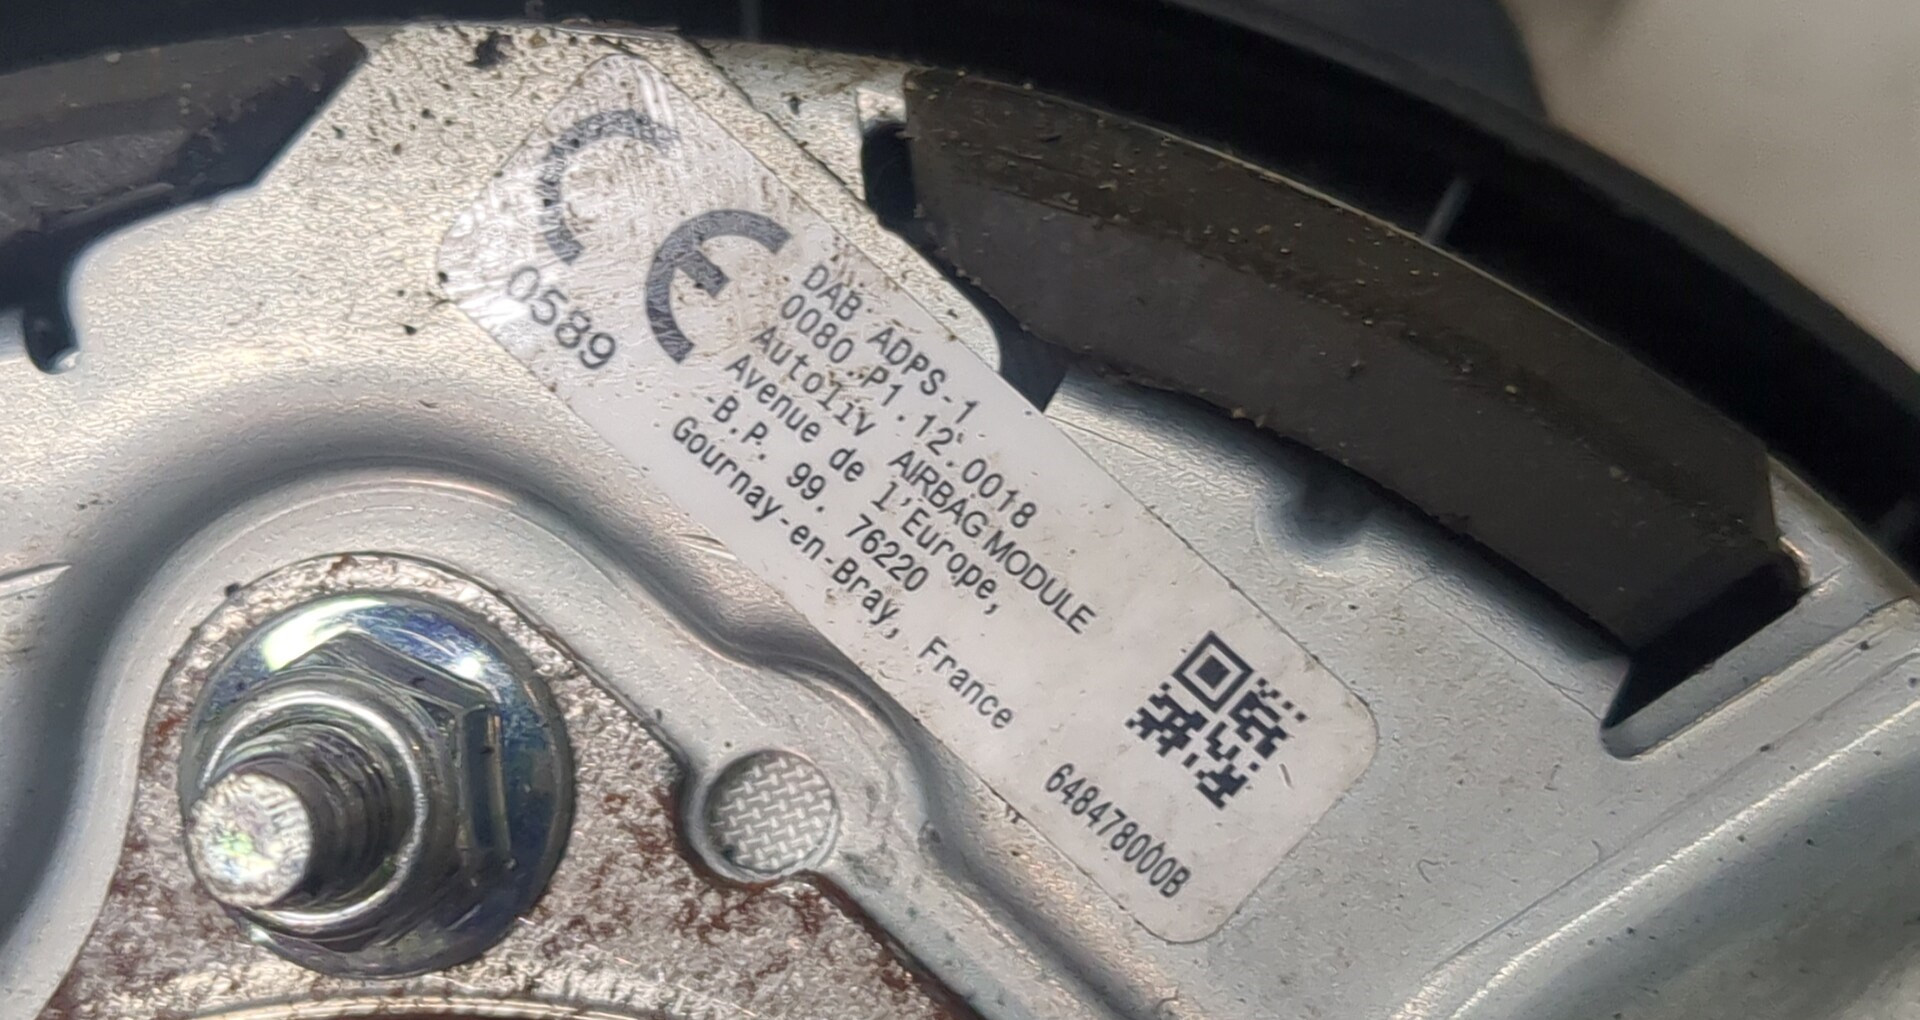 CE
0589
DAB ADPS-1
0080.P1.12.0018
Autoliv AIRBAG MODULE
Avenue de l'Europe,
-B.P. 99. 76220
Gournay-en-Bray, France
648478000B